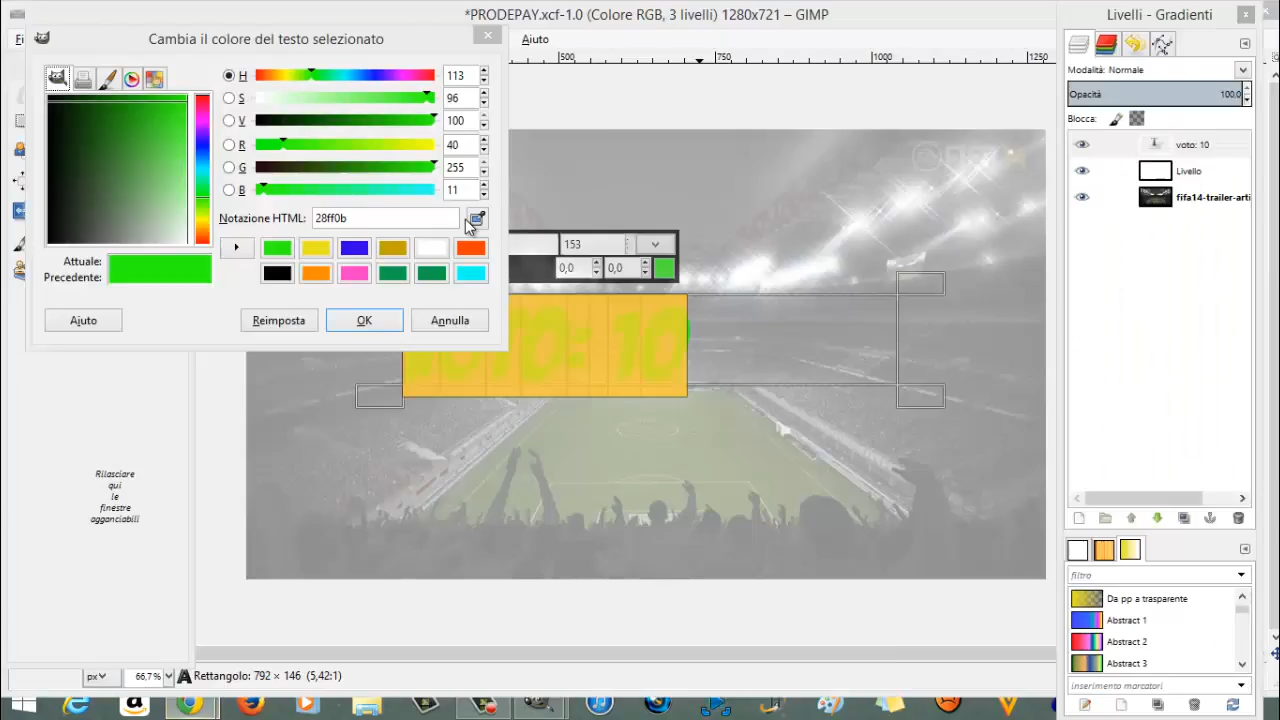 *PRODEPAY.xcf-1.0 (Colore RGB, 3 livelli) 1280x721 – GIMP
Livelli - Gradienti
Cambia il colore del testo selezionato
Aiuto
500
750
1000
1250
H
113
S
96
V
100
R
40
G
255
B
11
Notazione HTML:
28ff0b
Attuale:
Precedente:
Aiuto
Reimposta
OK
Annulla
153
0,0
0,0
VOTO: 10
Rilasciare
qui
le
finestre
agganciabili
px
66,7%
Rettangolo: 792 × 146 (5,42:1)
Modalità: Normale
Opacità
100,0
Blocca:
voto: 10
Livello
fifa14-trailer-arti
filtro
Da pp a trasparente
Abstract 1
Abstract 2
Abstract 3
inserimento marcatori